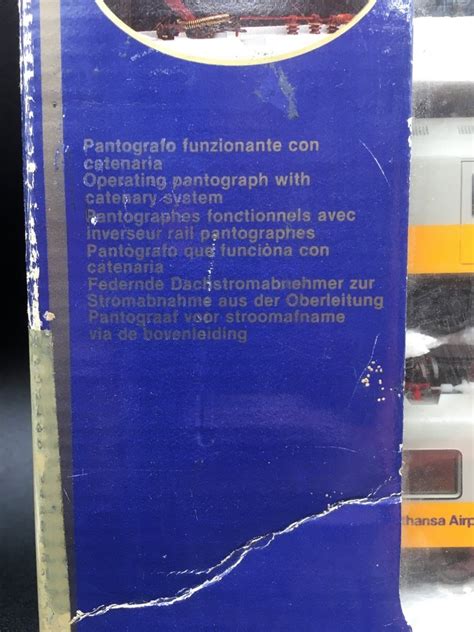 Pantografo funzionante con
catenaria
Operating pantograph with
catenary system
Pantographes fonctionnels avec
Inverseur rail pantographes
Pantògrafo que funciòna con
catenaria
Federnde Dachstromabnehmer zur
Stromabnahme aus der Oberleitung
Pantograaf voor stroomafname
via de bovenleiding
thansa Airp